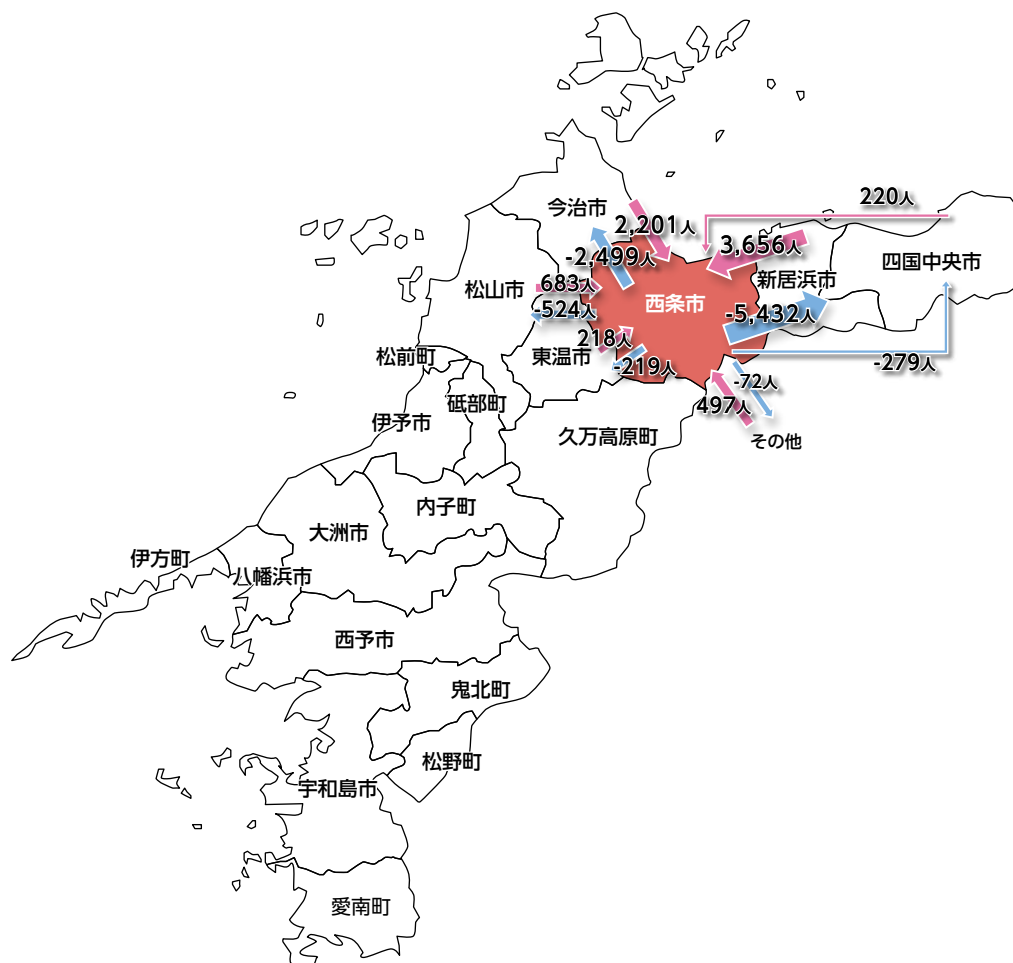 220人
今治市
2,201人
3,656人
-2,499人
四国中央市
新居浜市
683人
松山市
西条市
-524人
-5,432人
218人
松前町
東温市
-219人
-279人
-72人
砥部町
497人
伊予市
久万高原町
その他
内子町
大洲市
伊方町
八幡浜市
西予市
鬼北町
松野町
宇和島市
愛南町